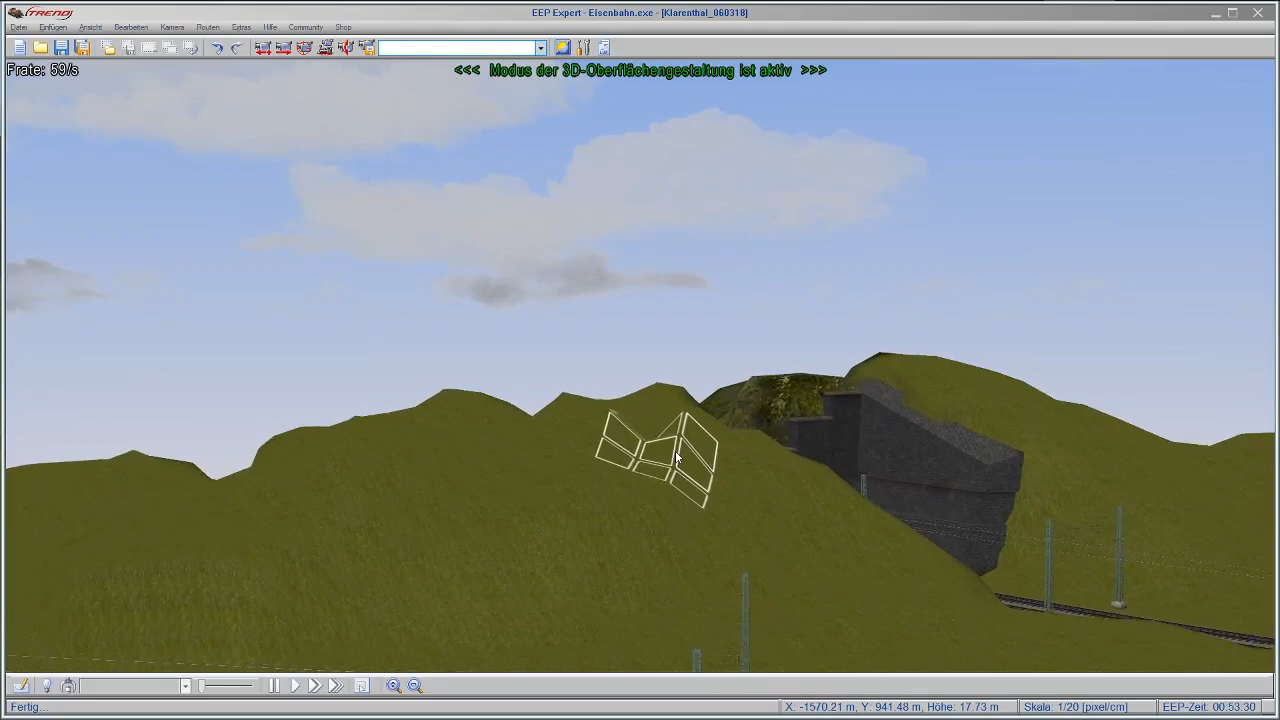 TREND
EEP Expert - Eisenbahn.exe - [Klarenthal_060318]
Datei Einfügen Ansicht Bearbeiten Kamera Routen Extras Hilfe Community Shop
Frate: 59/s
<<< Modus der 3D-Oberflächengestaltung ist aktiv >>>
Fertig...
X: -1570.21 m, Y: 941.48 m, Höhe: 17.73 m
Skala: 1/20 [pixel/cm]
EEP-Zeit: 00:53:30